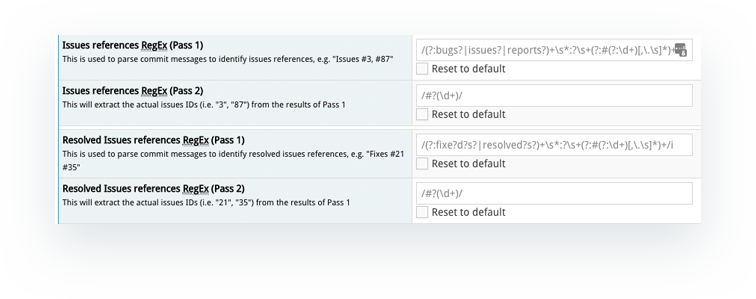 Issues references RegEx (Pass 1)
This is used to parse commit messages to identify issues references, e.g. "Issues #3, #87"
/(?:bugs?|issues?|reports?)+\s*:?\s+(?:#(?:\d+)[,\.\s]*)+
Reset to default
Issues references RegEx (Pass 2)
This will extract the actual issues IDs (i.e. "3", "87") from the results of Pass 1
/#?(\d+)/
Reset to default
Resolved Issues references RegEx (Pass 1)
This is used to parse commit messages to identify resolved issues references, e.g. "Fixes #21
#35"
/(?:fixe?d?s?|resolved?s?)+\s*:?\s+(?:#(?:\d+)[,\.\s]*)+/i
Reset to default
Resolved Issues references RegEx (Pass 2)
This will extract the actual issues IDs (i.e. "21", "35") from the results of Pass 1
/#?(\d+)/
Reset to default